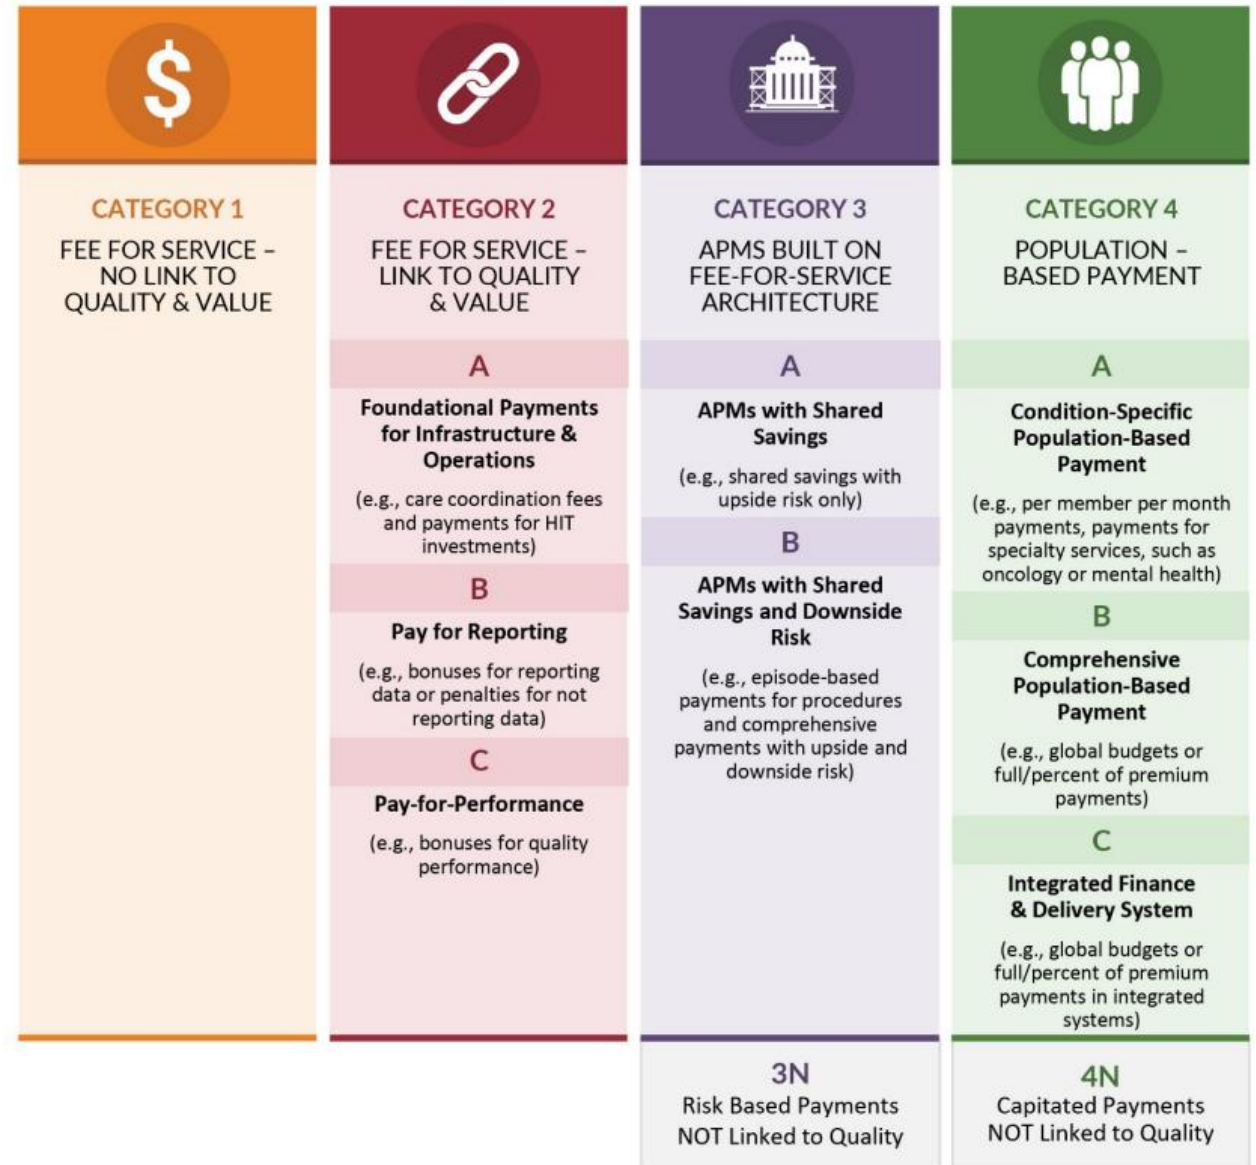 $
CATEGORY 1
FEE FOR SERVICE –
NO LINK TO
QUALITY & VALUE
CATEGORY 2
FEE FOR SERVICE –
LINK TO QUALITY
& VALUE
A
Foundational Payments
for Infrastructure &
Operations
(e.g., care coordination fees
and payments for HIT
investments)
B
Pay for Reporting
(e.g., bonuses for reporting
data or penalties for not
reporting data)
C
Pay-for-Performance
(e.g., bonuses for quality
performance)
CATEGORY 3
APMS BUILT ON
FEE-FOR-SERVICE
ARCHITECTURE
A
APMs with Shared
Savings
(e.g., shared savings with
upside risk only)
B
APMs with Shared
Savings and Downside
Risk
(e.g., episode-based
payments for procedures
and comprehensive
payments with upside and
downside risk)
3N
Risk Based Payments
NOT Linked to Quality
CATEGORY 4
POPULATION –
BASED PAYMENT
A
Condition-Specific
Population-Based
Payment
(e.g., per member per month
payments, payments for
specialty services, such as
oncology or mental health)
B
Comprehensive
Population-Based
Payment
(e.g., global budgets or
full/percent of premium
payments)
C
Integrated Finance
& Delivery System
(e.g., global budgets or
full/percent of premium
payments in integrated
systems)
4N
Capitated Payments
NOT Linked to Quality